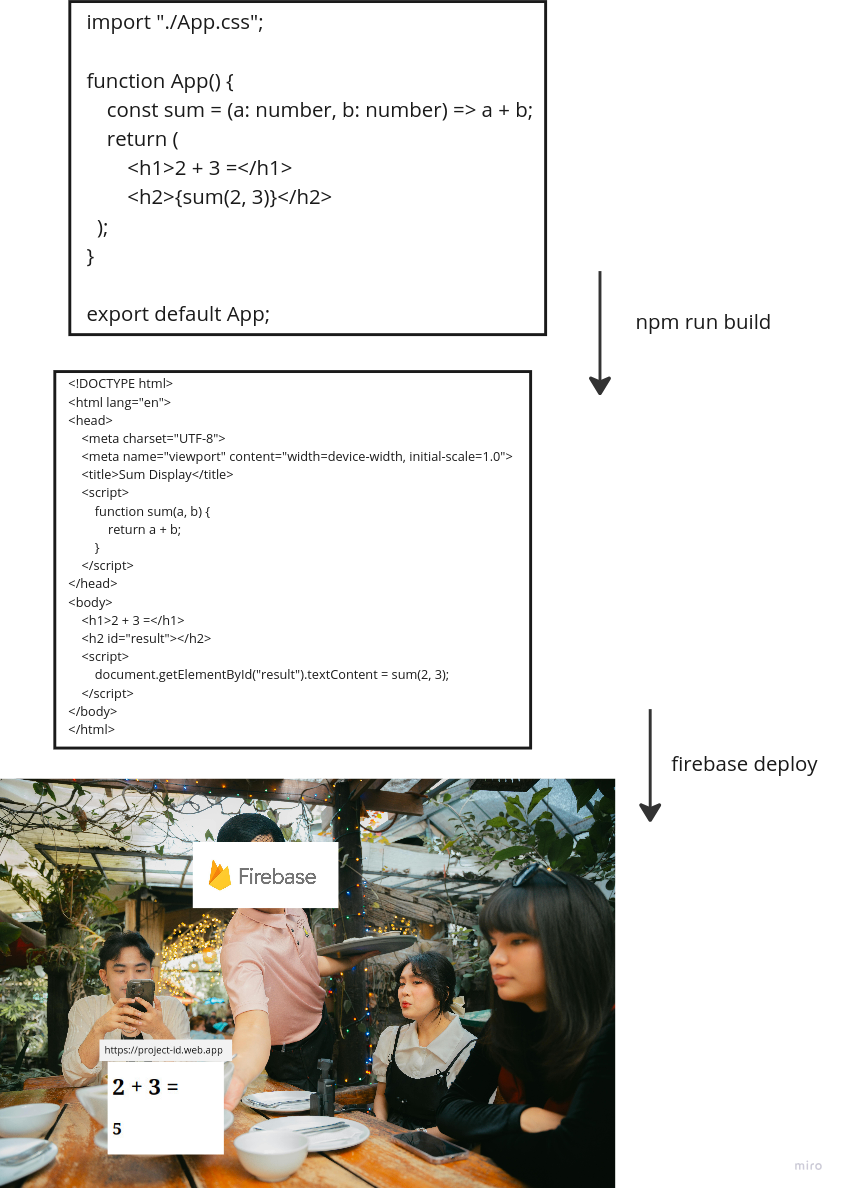 import "./App.css";
function App() {
const sum = (a: number, b: number) => a + b;
return (
<h1>2 + 3 =</h1>
<h2>{sum(2, 3)}</h2>
);
}
export default App;
npm run build
<!DOCTYPE html>
<html lang="en">
<head>
<meta charset="UTF-8">
<meta name="viewport" content="width=device-width, initial-scale=1.0">
<title>Sum Display</title>
<script>
function sum(a, b) {
return a + b;
}
</script>
</head>
<body>
<h1>2 + 3 =</h1>
<h2 id="result"></h2>
<script>
document.getElementById("result").textContent = sum(2, 3);
</script>
</body>
</html>
firebase deploy
Firebase
https://project-id.web.app
2 + 3 =
5
miro